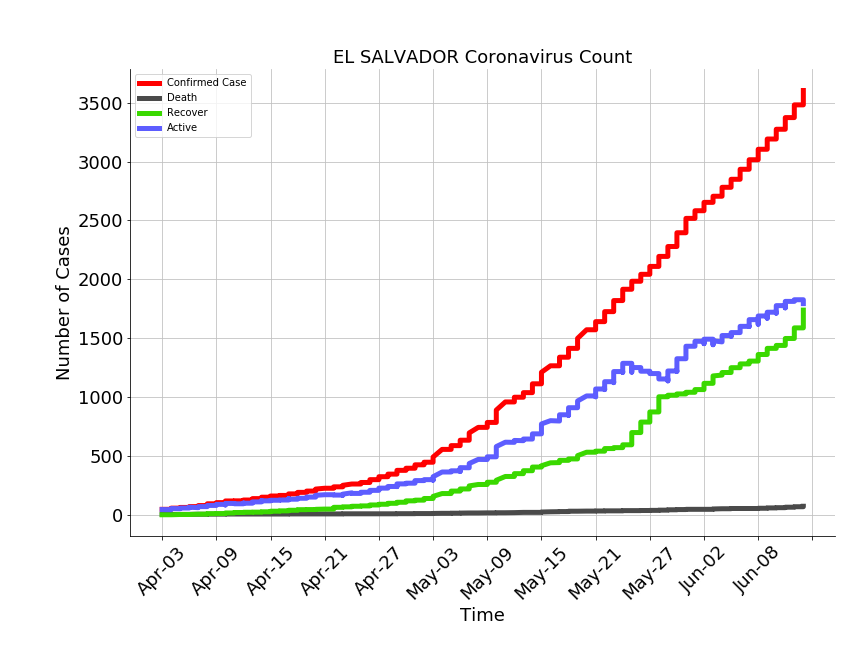 EL SALVADOR Coronavirus Count
Confirmed Case
Death
Recover
Active
Number of Cases
3500
3000
2500
2000
1500
1000
500
0
Apr-03
Apr-09
Apr-15
Apr-21
Apr-27
May-03
May-09
May-15
May-21
May-27
Jun-02
Jun-08
Time